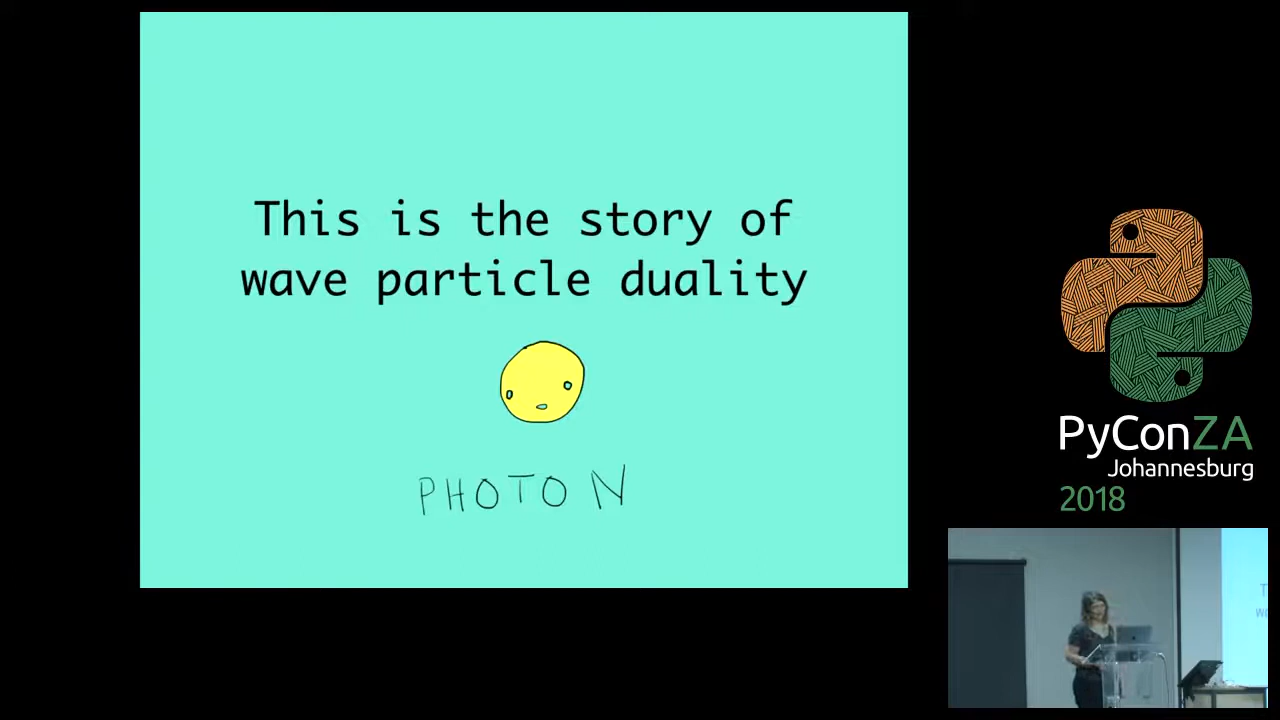 This is the story of
wave particle duality
PHOTON
PyConZA
Johannesburg
2018